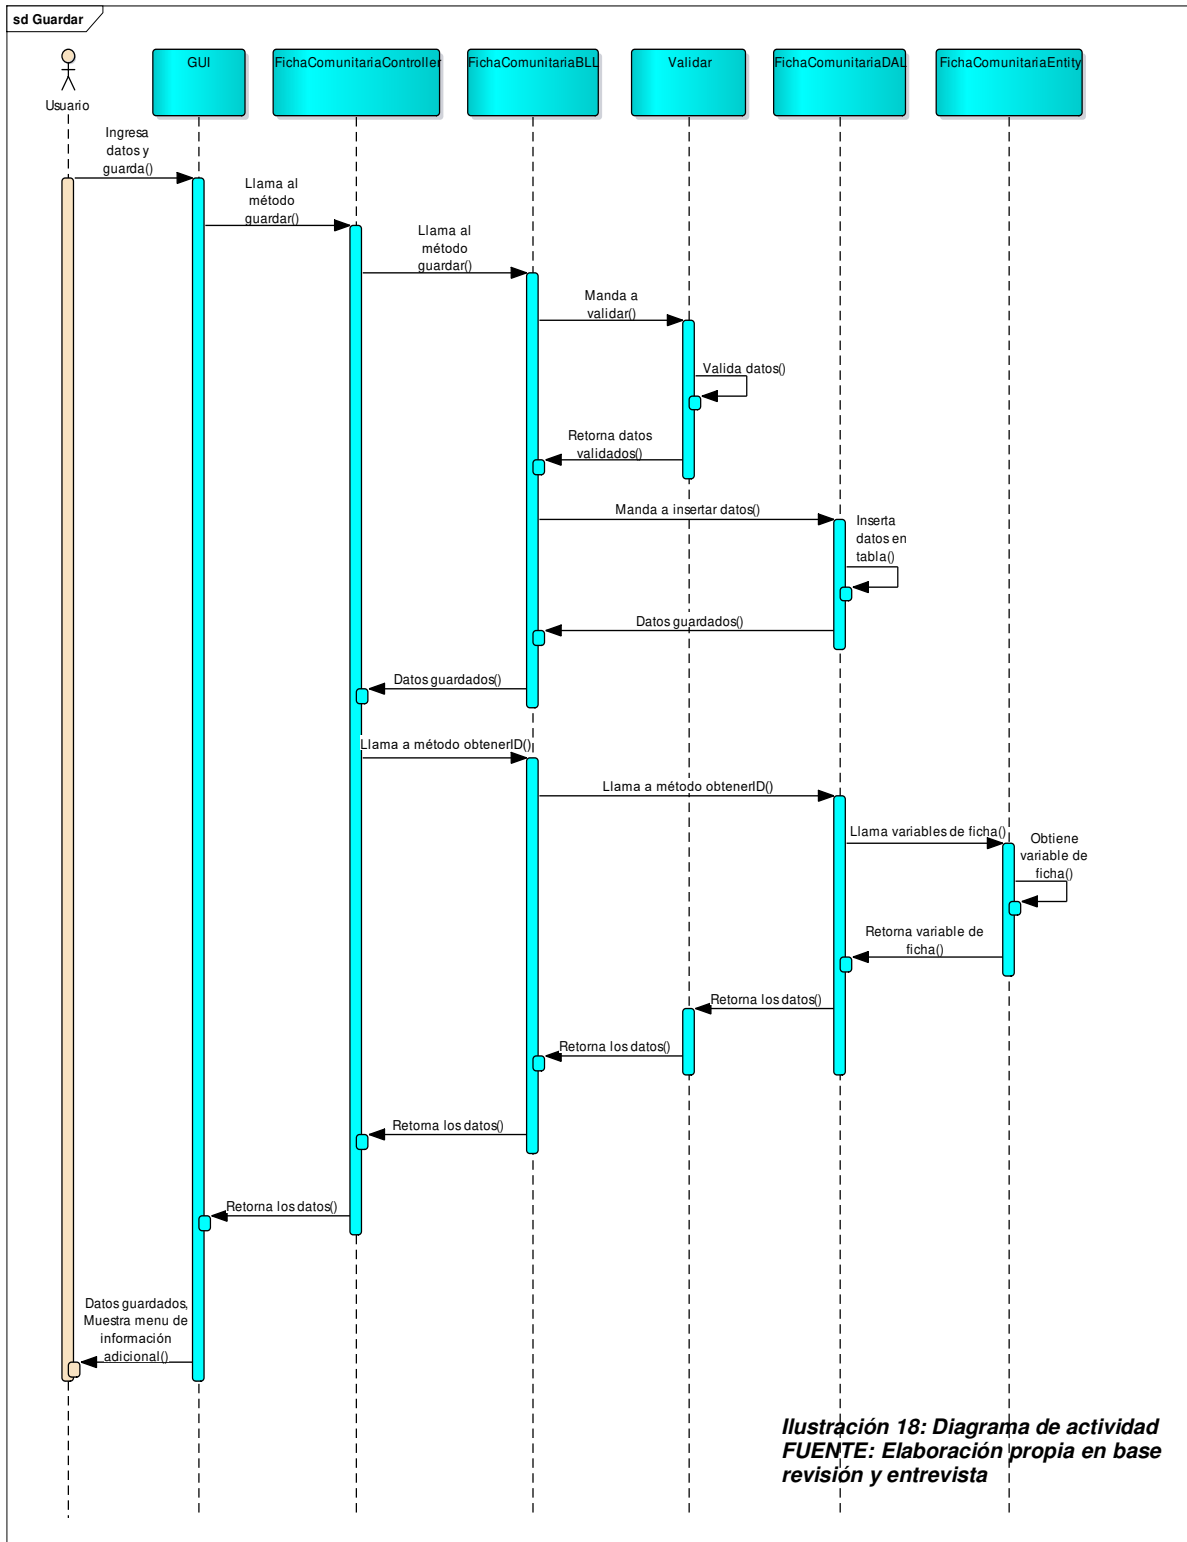 sd Guardar
Usuario
GUI
FichaComunitariaController
FichaComunitariaBLL
Validar
FichaComunitariaDAL
FichaComunitariaEntity
Ingresa
datos y
guarda()
Llama al
método
guardar()
Llama al
método
guardar()
Manda a
validar()
Valida datos()
Retorna datos
validados()
Manda a insertar datos()
Inserta
datos en
tabla()
Datos guardados()
Datos guardados()
Llama a método obtenerID()
Llama a método obtenerID()
Llama variables de ficha()
Obtiene
variable de
ficha()
Retorna variable de
ficha()
Retorna los datos()
Retorna los datos()
Retorna los datos()
Retorna los datos()
Datos guardados,
Muestra menu de
información
adicional()
Ilustración 18: Diagrama de actividad
FUENTE: Elaboración propia en base
revisión y entrevista